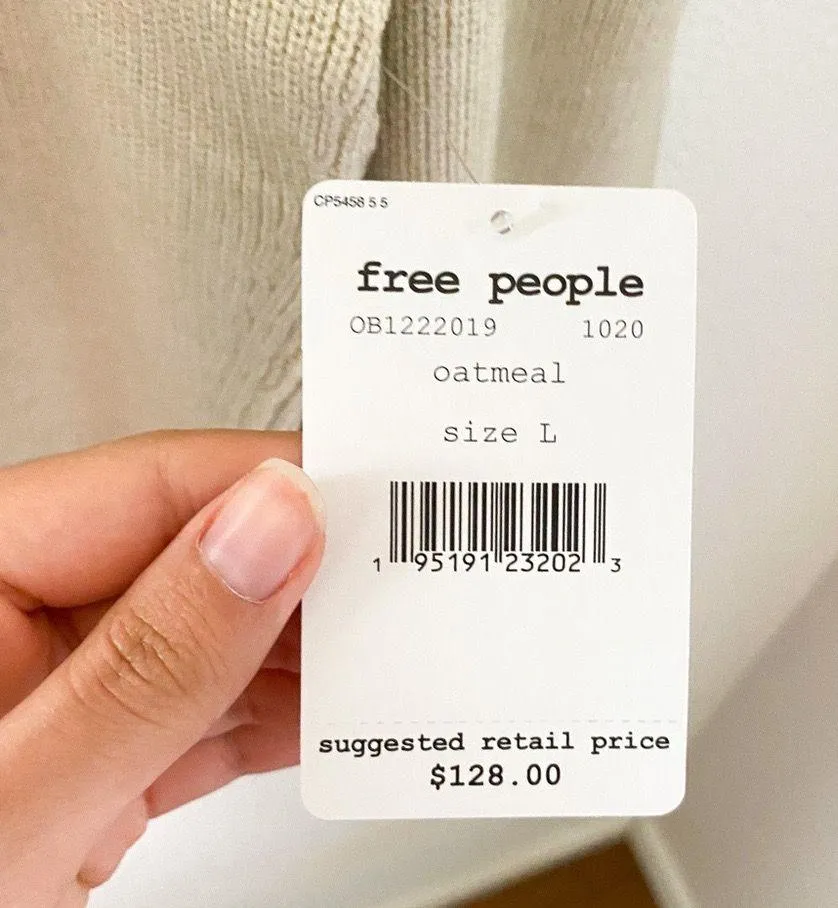 CP5458 5 5
free people
OB1222019 1020
oatmeal
size L
1 95191 23202 3
suggested retail price
$128.00